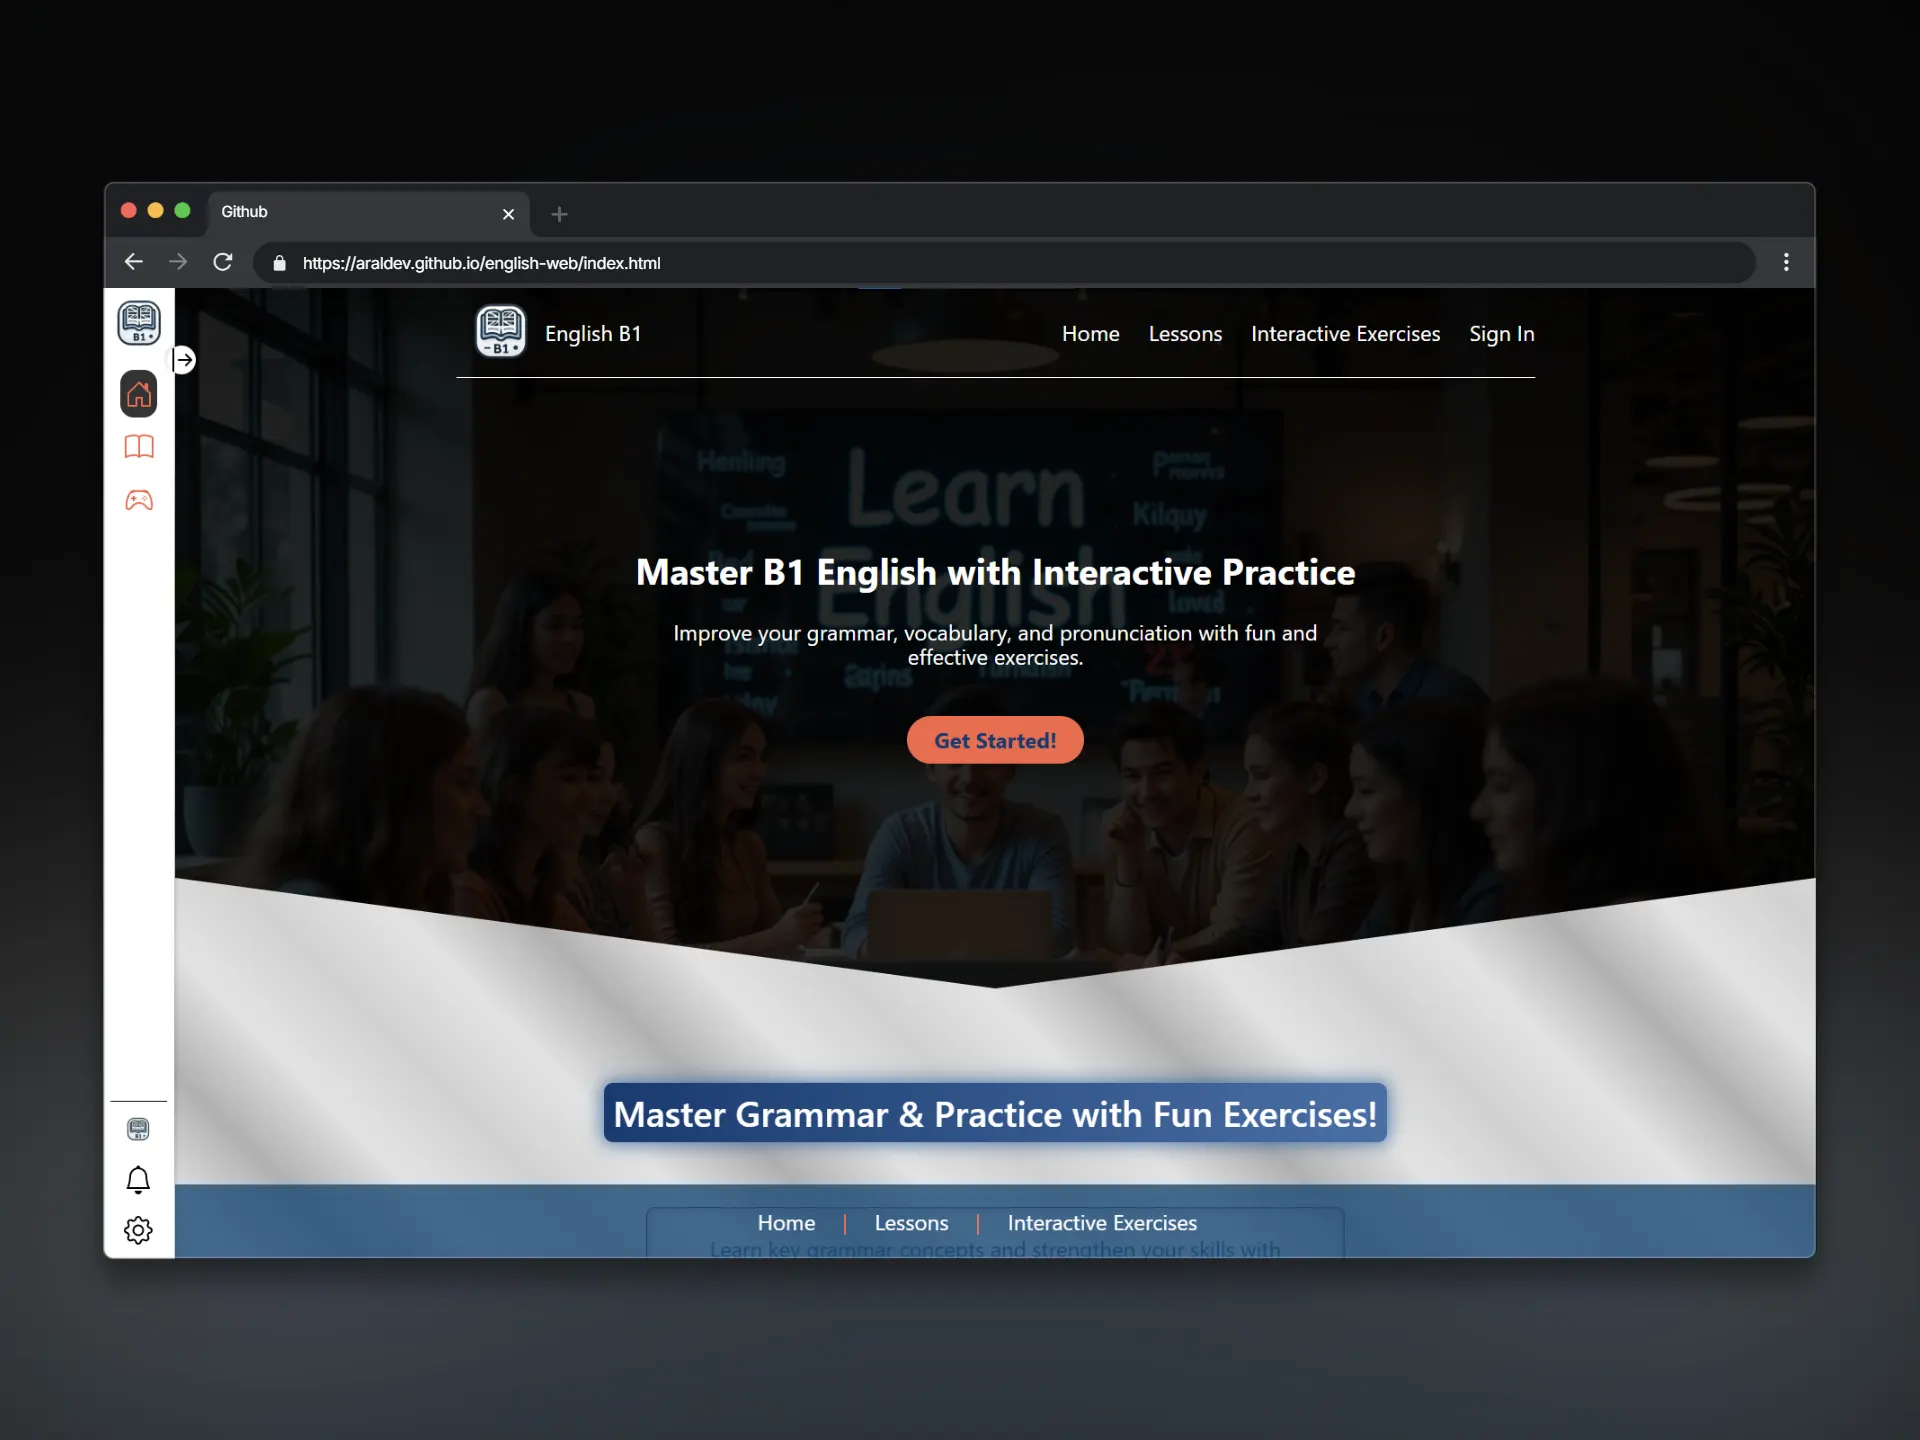 Github
https://araldev.github.io/english-web/index.html
B1
B1
English B1
Home
Lessons
Interactive Exercises
Sign In
Learn
English
Kilquy
Master B1 English with Interactive Practice
Improve your grammar, vocabulary, and pronunciation with fun and
effective exercises.
Get Started!
Master Grammar & Practice with Fun Exercises!
B1
Home
Lessons
Interactive Exercises
Learn key grammar concepts and strengthen your skills with